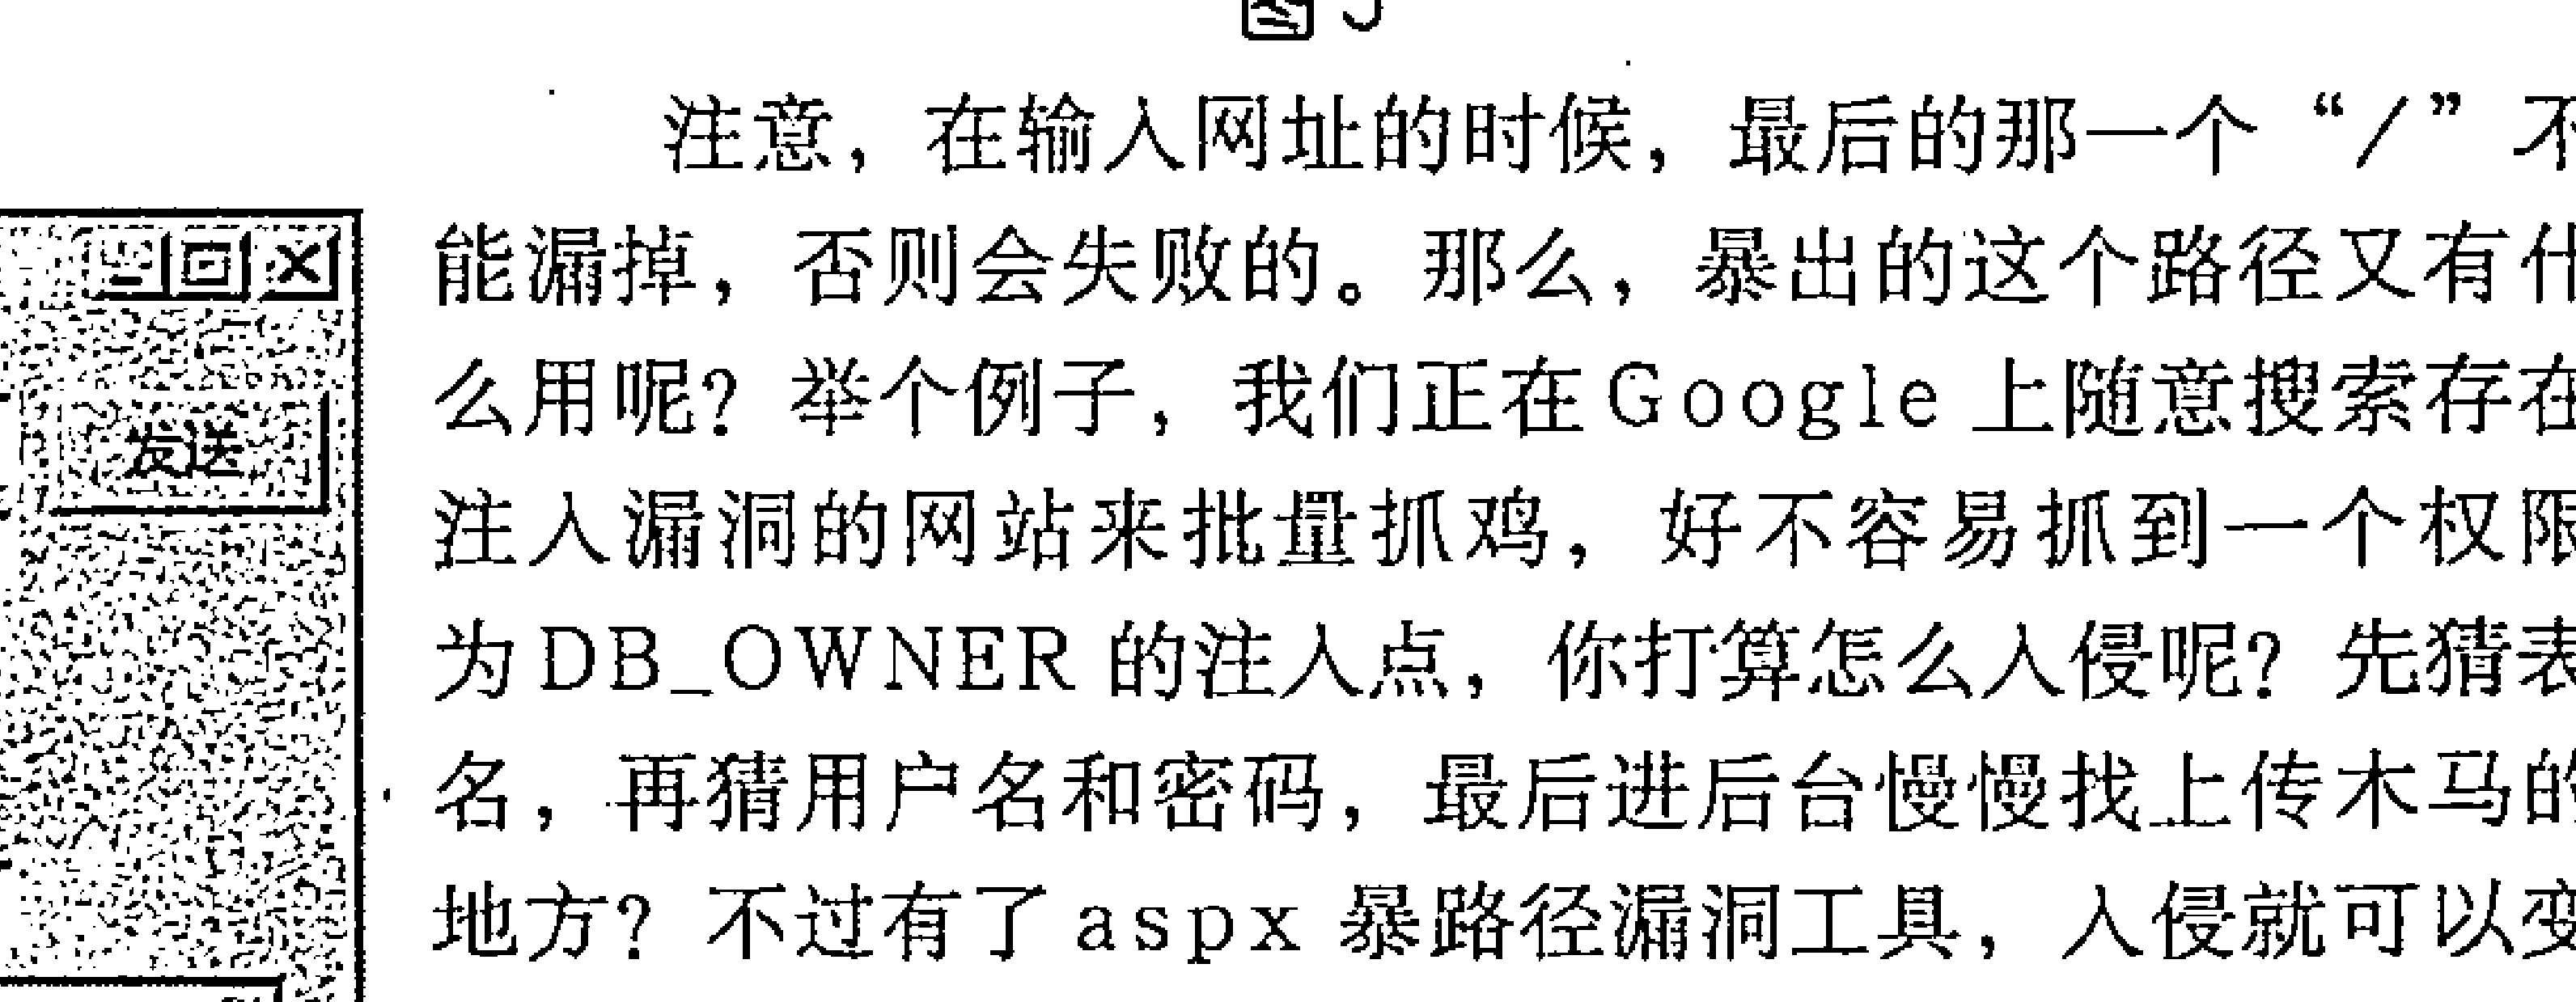 注意，在输入网址的时候，最后的那一个“/”不
能漏掉，否则会失败的。那么，暴出的这个路径又有什
么用呢？举个例子，我们正在Google 上随意搜索存在
注入漏洞的网站来批量抓鸡，好不容易抓到一个权限
为DB_OWNER 的注入点，你打算怎么入侵呢？先猜表
名，再猜用户名和密码，最后进后台慢慢找上传木马的
地方？不过有了aspx 暴路径漏洞工具，入侵就可以变
发送